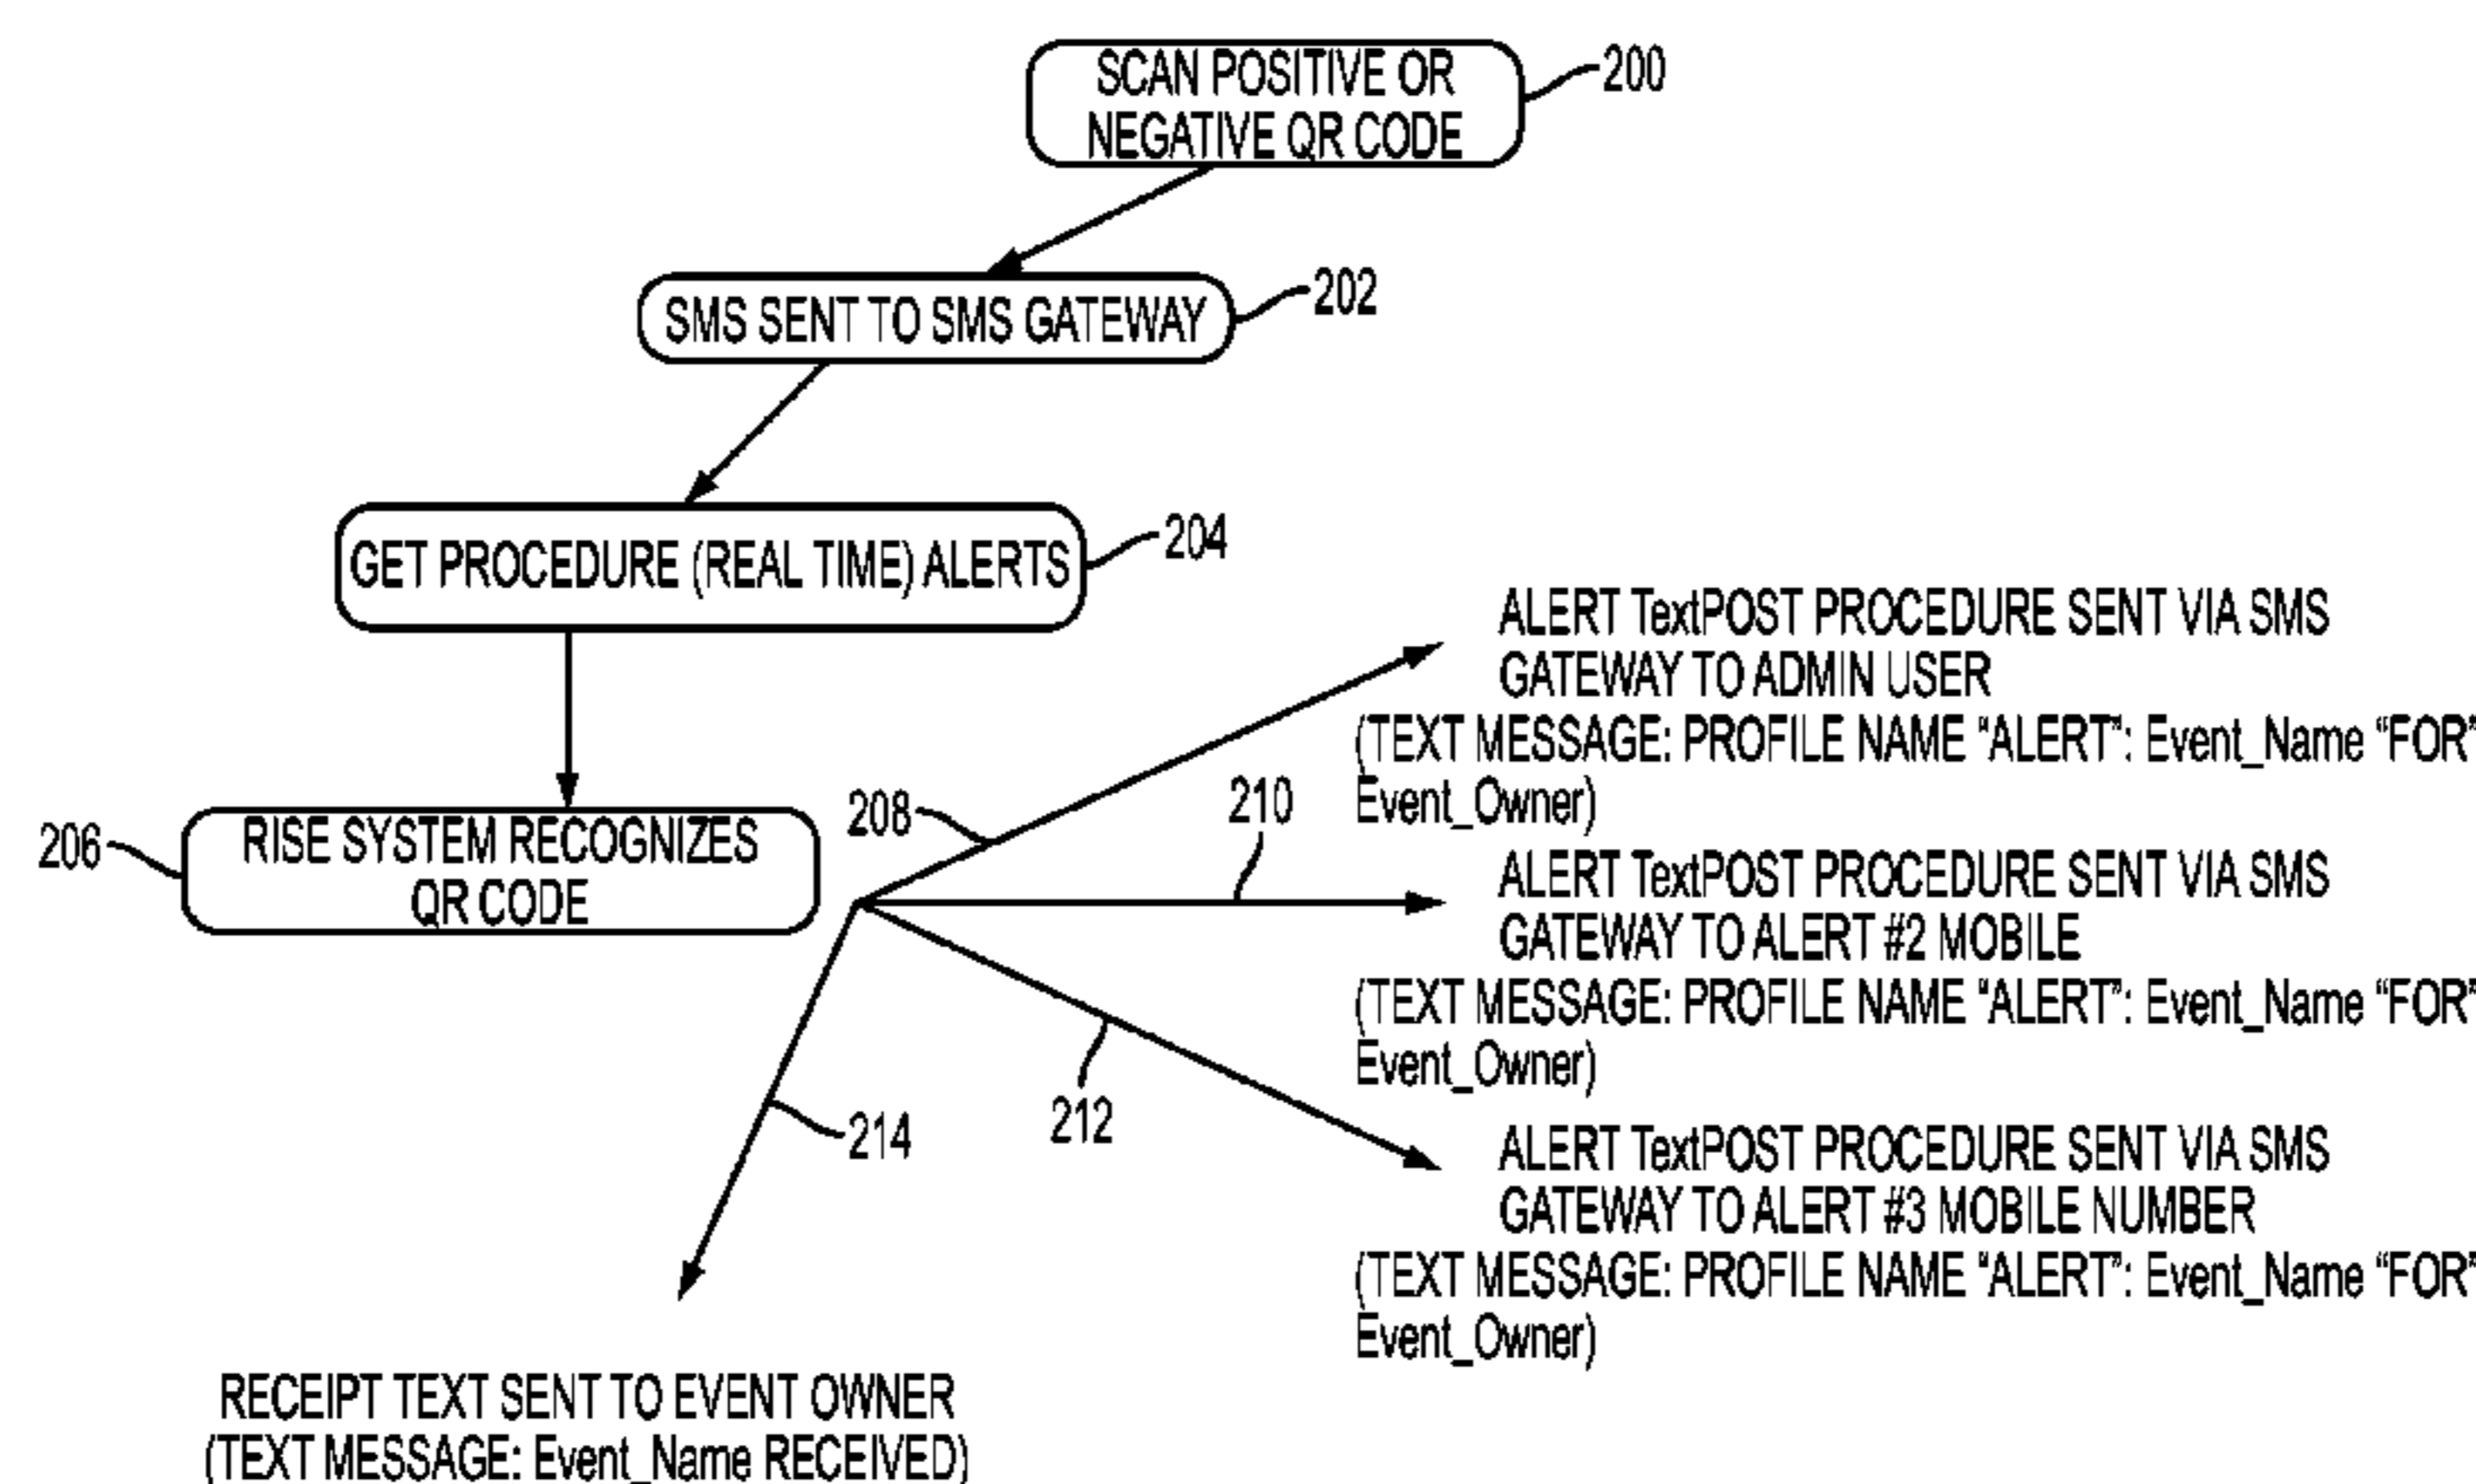 SCAN POSITIVE OR
NEGATIVE QR CODE
200
SMS SENT TO SMS GATEWAY
202
GET PROCEDURE (REAL TIME) ALERTS
204
206
RISE SYSTEM RECOGNIZES
QR CODE
208
210
212
214
ALERT TextPOST PROCEDURE SENT VIA SMS
GATEWAY TO ADMIN USER
(TEXT MESSAGE: PROFILE NAME “ALERT”: Event_Name “FOR”
Event_Owner)
ALERT TextPOST PROCEDURE SENT VIA SMS
GATEWAY TO ALERT #2 MOBILE
(TEXT MESSAGE: PROFILE NAME “ALERT”: Event_Name “FOR”
Event_Owner)
ALERT TextPOST PROCEDURE SENT VIA SMS
GATEWAY TO ALERT #3 MOBILE NUMBER
(TEXT MESSAGE: PROFILE NAME “ALERT”: Event_Name “FOR”
Event_Owner)
RECEIPT TEXT SENT TO EVENT OWNER
(TEXT MESSAGE: Event_Name RECEIVED)